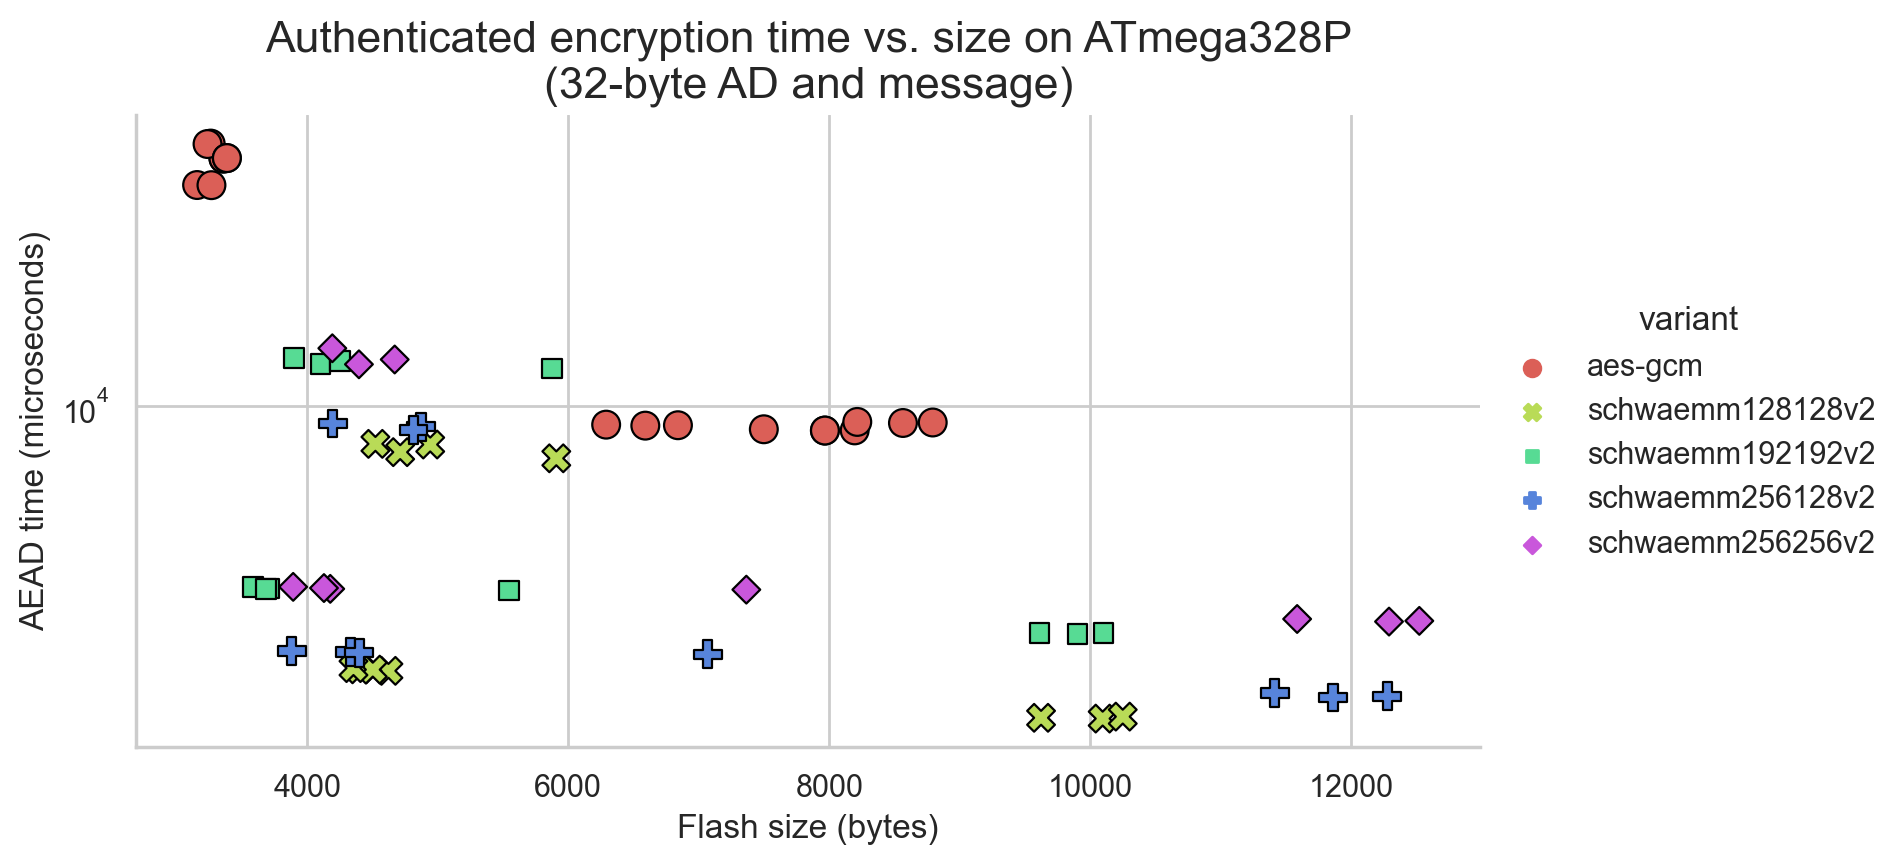 Authenticated encryption time vs. size on ATmega328P
(32-byte AD and message)
AEAD time (microseconds)
10^4
4000
6000
8000
10000
12000
Flash size (bytes)
variant
aes-gcm
schwaemm128128v2
schwaemm192192v2
schwaemm256128v2
schwaemm256256v2